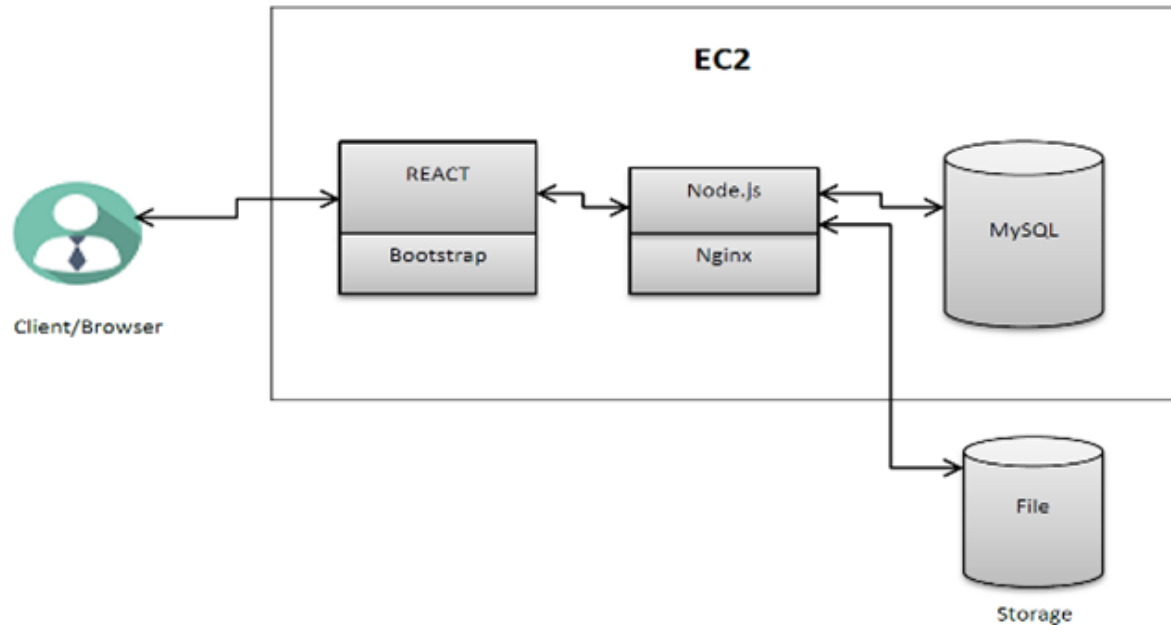 EC2
REACT
Bootstrap
Node.js
Nginx
MySQL
Client/Browser
File
Storage